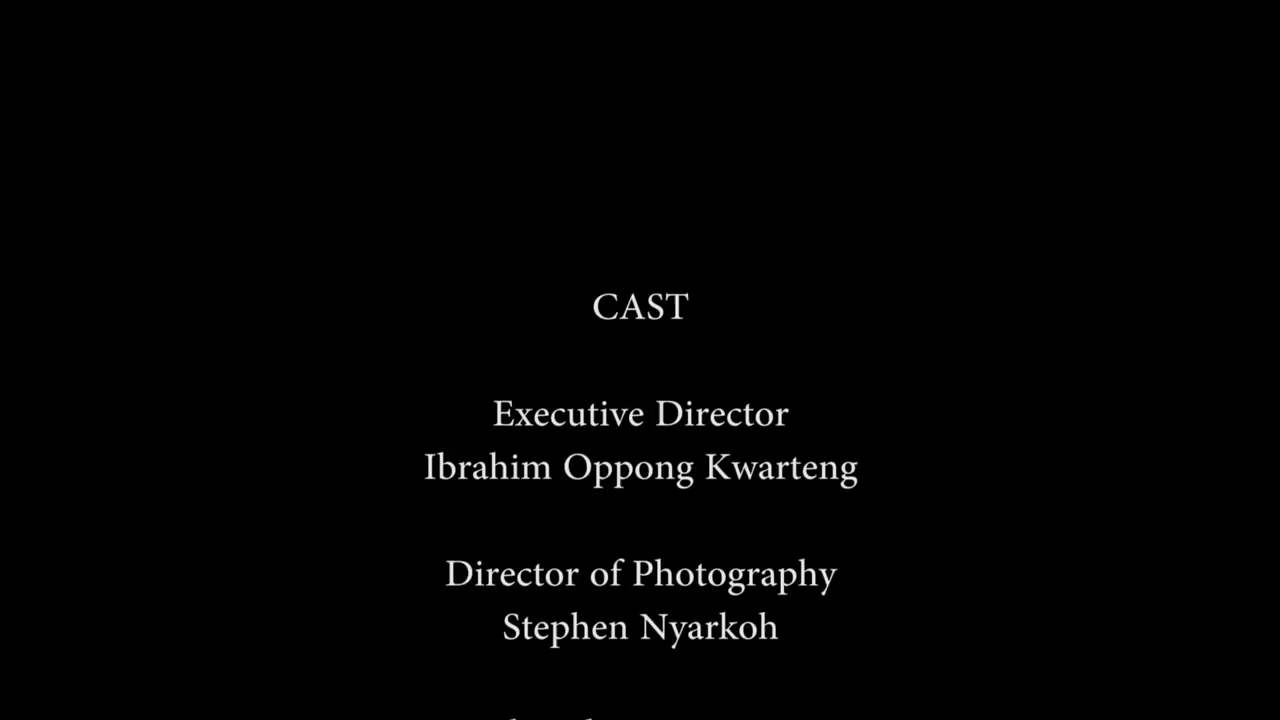 CAST
Executive Director
Ibrahim Oppong Kwarteng
Director of Photography
Stephen Nyarkoh